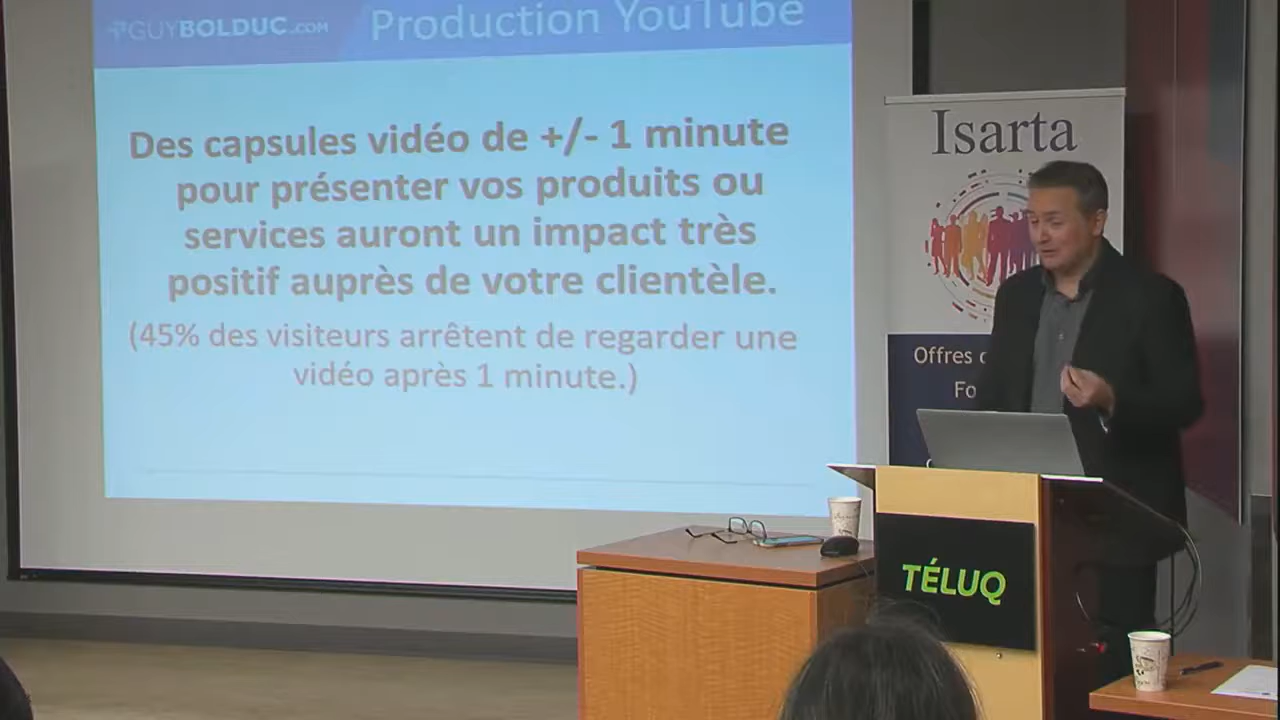 GUYBOLDUC.COM
Production YouTube
Des capsules vidéo de +/- 1 minute
pour présenter vos produits ou
services auront un impact très
positif auprès de votre clientèle.
(45% des visiteurs arrêtent de regarder une
vidéo après 1 minute.)
Isarta
Offres
Fo
TÉLUQ